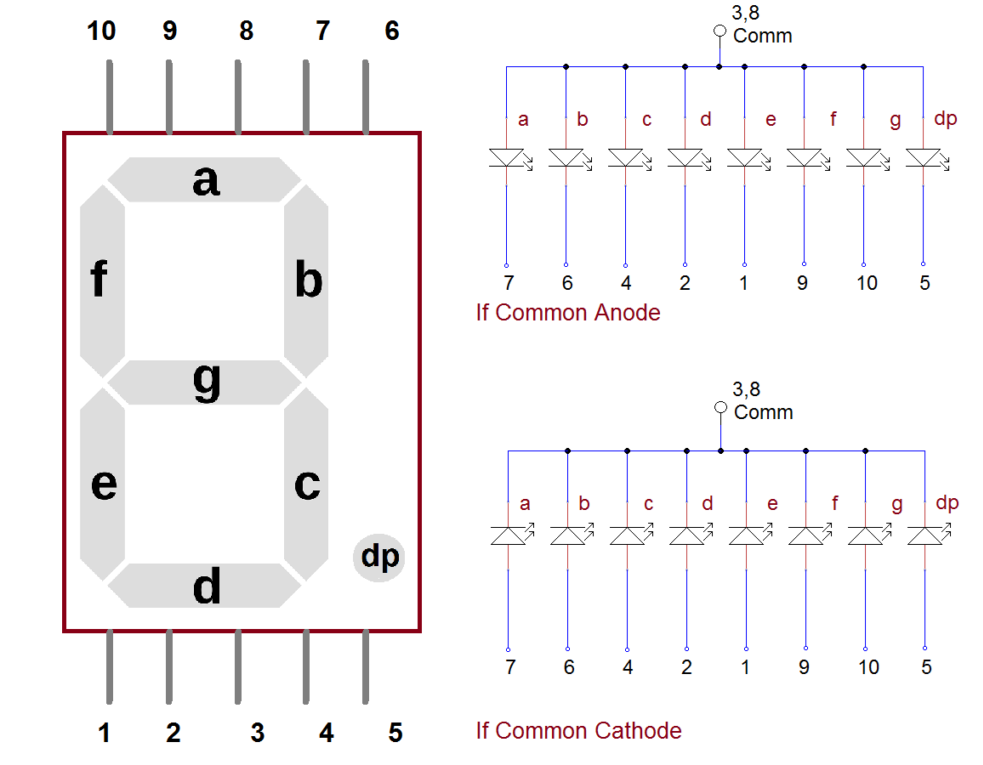 10 9 8 7 6
a
f b
g
e c
dp
d
1 2 3 4 5
3,8
Comm
a b c d e f g dp
7 6 4 2 1 9 10 5
If Common Anode
3,8
Comm
a b c d e f g dp
7 6 4 2 1 9 10 5
If Common Cathode